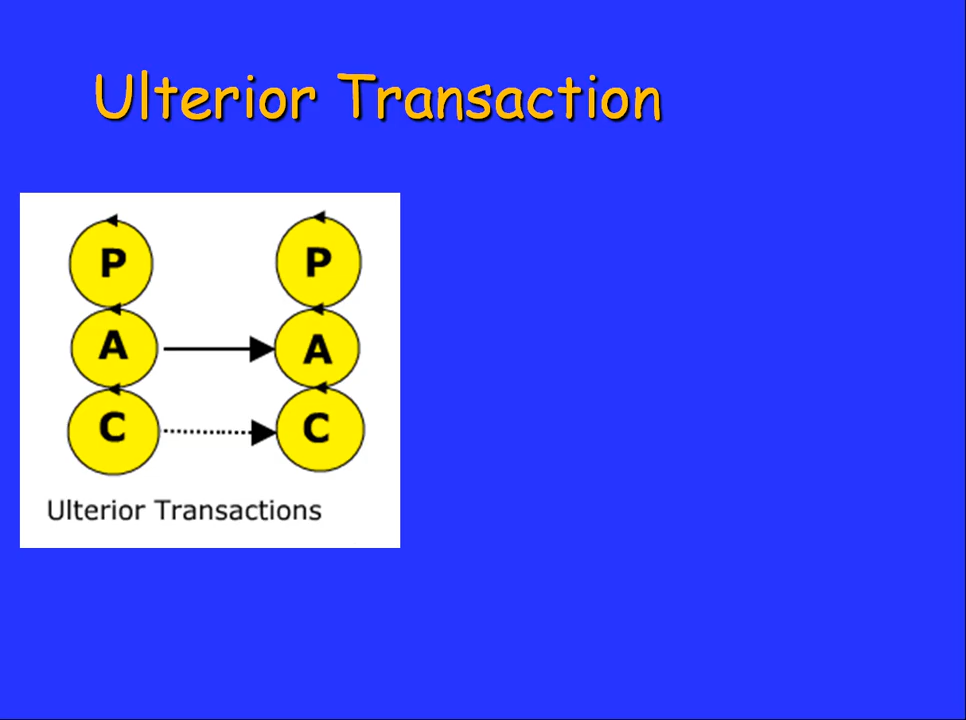 Ulterior Transaction
P P
A A
C C
Ulterior Transactions